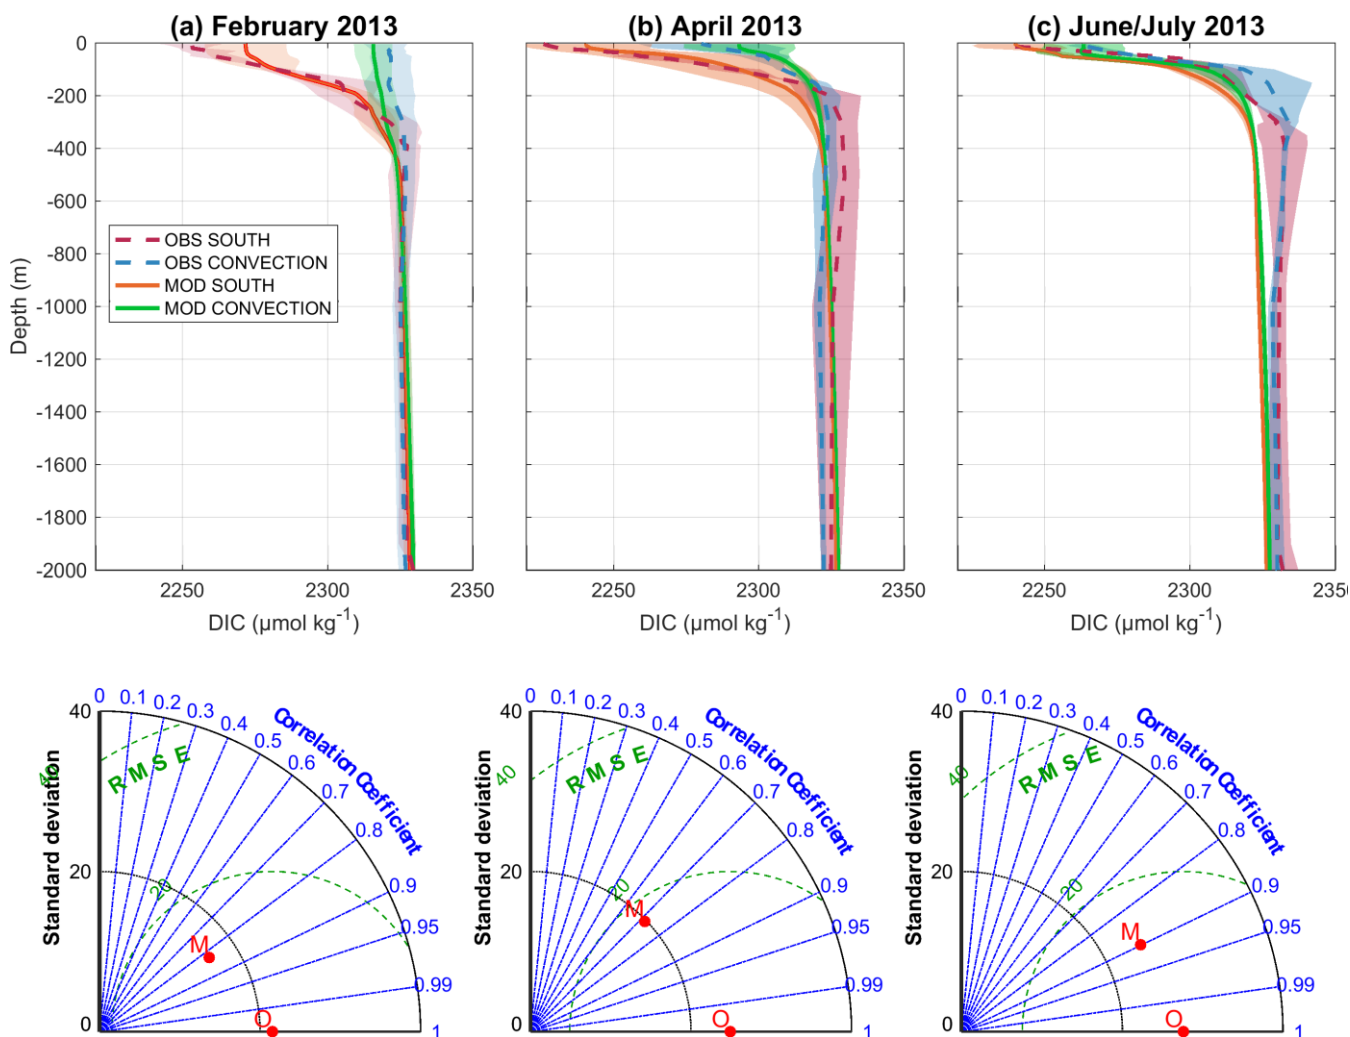 (a) February 2013
(b) April 2013
(c) June/July 2013
0
-200
-400
-600
-800
-1000
-1200
-1400
-1600
-1800
-2000
Depth (m)
OBS SOUTH
OBS CONVECTION
MOD SOUTH
MOD CONVECTION
2250 2300 2350
2250 2300 2350
2250 2300 2350
DIC (µmol kg⁻¹)
DIC (µmol kg⁻¹)
DIC (µmol kg⁻¹)
40
20
0
Standard deviation
0 0.1 0.2 0.3 0.4 0.5 0.6 0.7 0.8 0.9 0.95 0.99 1
Correlation Coefficient
RMSE
40
20
M
O
40
20
0
Standard deviation
0 0.1 0.2 0.3 0.4 0.5 0.6 0.7 0.8 0.9 0.95 0.99 1
Correlation Coefficient
RMSE
40
20
M
O
40
20
0
Standard deviation
0 0.1 0.2 0.3 0.4 0.5 0.6 0.7 0.8 0.9 0.95 0.99 1
Correlation Coefficient
RMSE
40
20
M
O